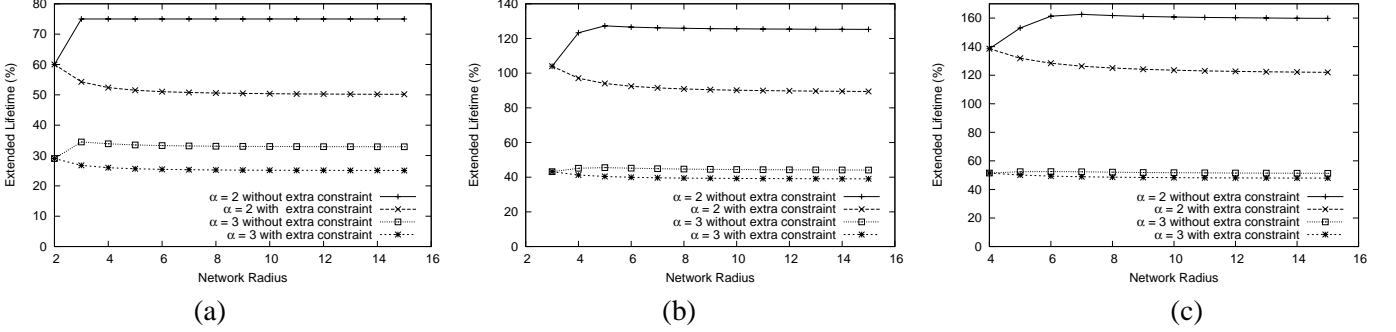 80
70
60
50
40
30
20
10
0
2 4 6 8 10 12 14 16
Extended Lifetime (%)
Network Radius
α = 2 without extra constraint
α = 2 with extra constraint
α = 3 without extra constraint
α = 3 with extra constraint
(a)
140
120
100
80
60
40
20
0
2 4 6 8 10 12 14 16
Extended Lifetime (%)
Network Radius
α = 2 without extra constraint
α = 2 with extra constraint
α = 3 without extra constraint
α = 3 with extra constraint
(b)
160
140
120
100
80
60
40
20
0
4 6 8 10 12 14 16
Extended Lifetime (%)
Network Radius
α = 2 without extra constraint
α = 2 with extra constraint
α = 3 without extra constraint
α = 3 with extra constraint
(c)